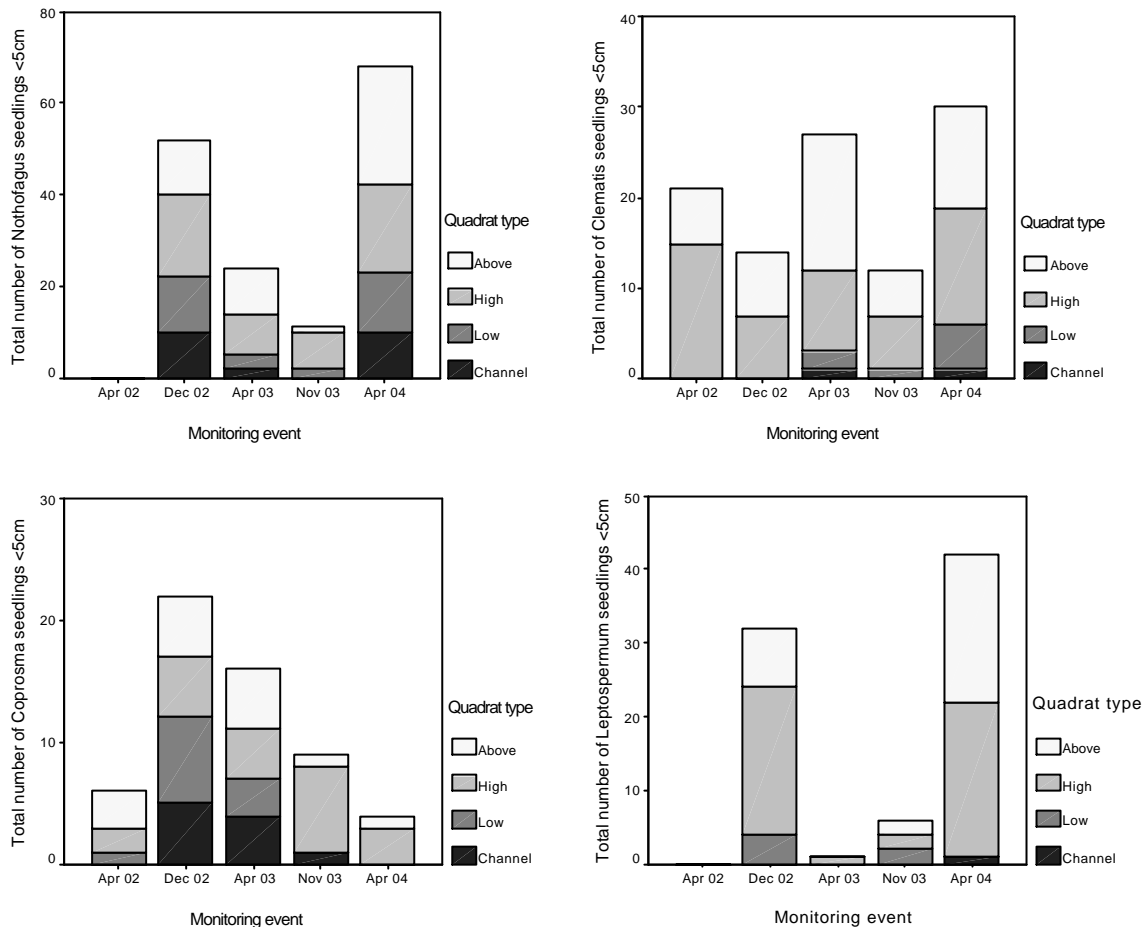 Total number of Nothofagus seedlings <5cm
80
60
40
20
0
Apr 02 Dec 02 Apr 03 Nov 03 Apr 04
Monitoring event
Quadrat type
Above
High
Low
Channel
Total number of Clematis seedlings <5cm
40
30
20
10
0
Apr 02 Dec 02 Apr 03 Nov 03 Apr 04
Monitoring event
Quadrat type
Above
High
Low
Channel
Total number of Coprosma seedlings <5cm
30
20
10
0
Apr 02 Dec 02 Apr 03 Nov 03 Apr 04
Monitoring event
Quadrat type
Above
High
Low
Channel
Total number of Leptospermum seedlings <5cm
50
40
30
20
10
0
Apr 02 Dec 02 Apr 03 Nov 03 Apr 04
Monitoring event
Quadrat type
Above
High
Low
Channel